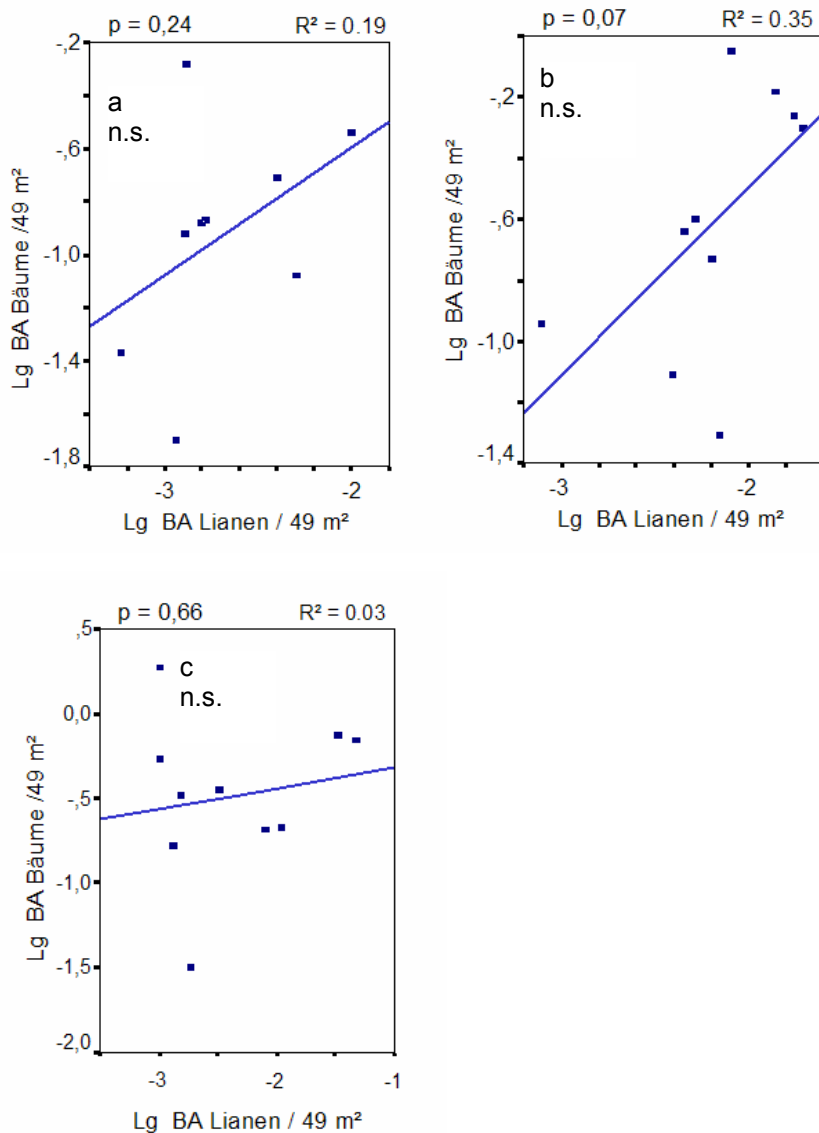 p = 0,24 R² = 0.19
-,2
a
n.s.
-,6
-1,0
-1,4
-1,8
Lg BA Bäume /49 m²
-3 -2
Lg BA Lianen / 49 m²
p = 0,07 R² = 0.35
b
n.s.
-,2
-,6
-1,0
-1,4
Lg BA Bäume /49 m²
-3 -2
Lg BA Lianen / 49 m²
p = 0,66 R² = 0.03
,5
c
n.s.
0,0
-,5
-1,0
-1,5
-2,0
Lg BA Bäume /49 m²
-3 -2 -1
Lg BA Lianen / 49 m²